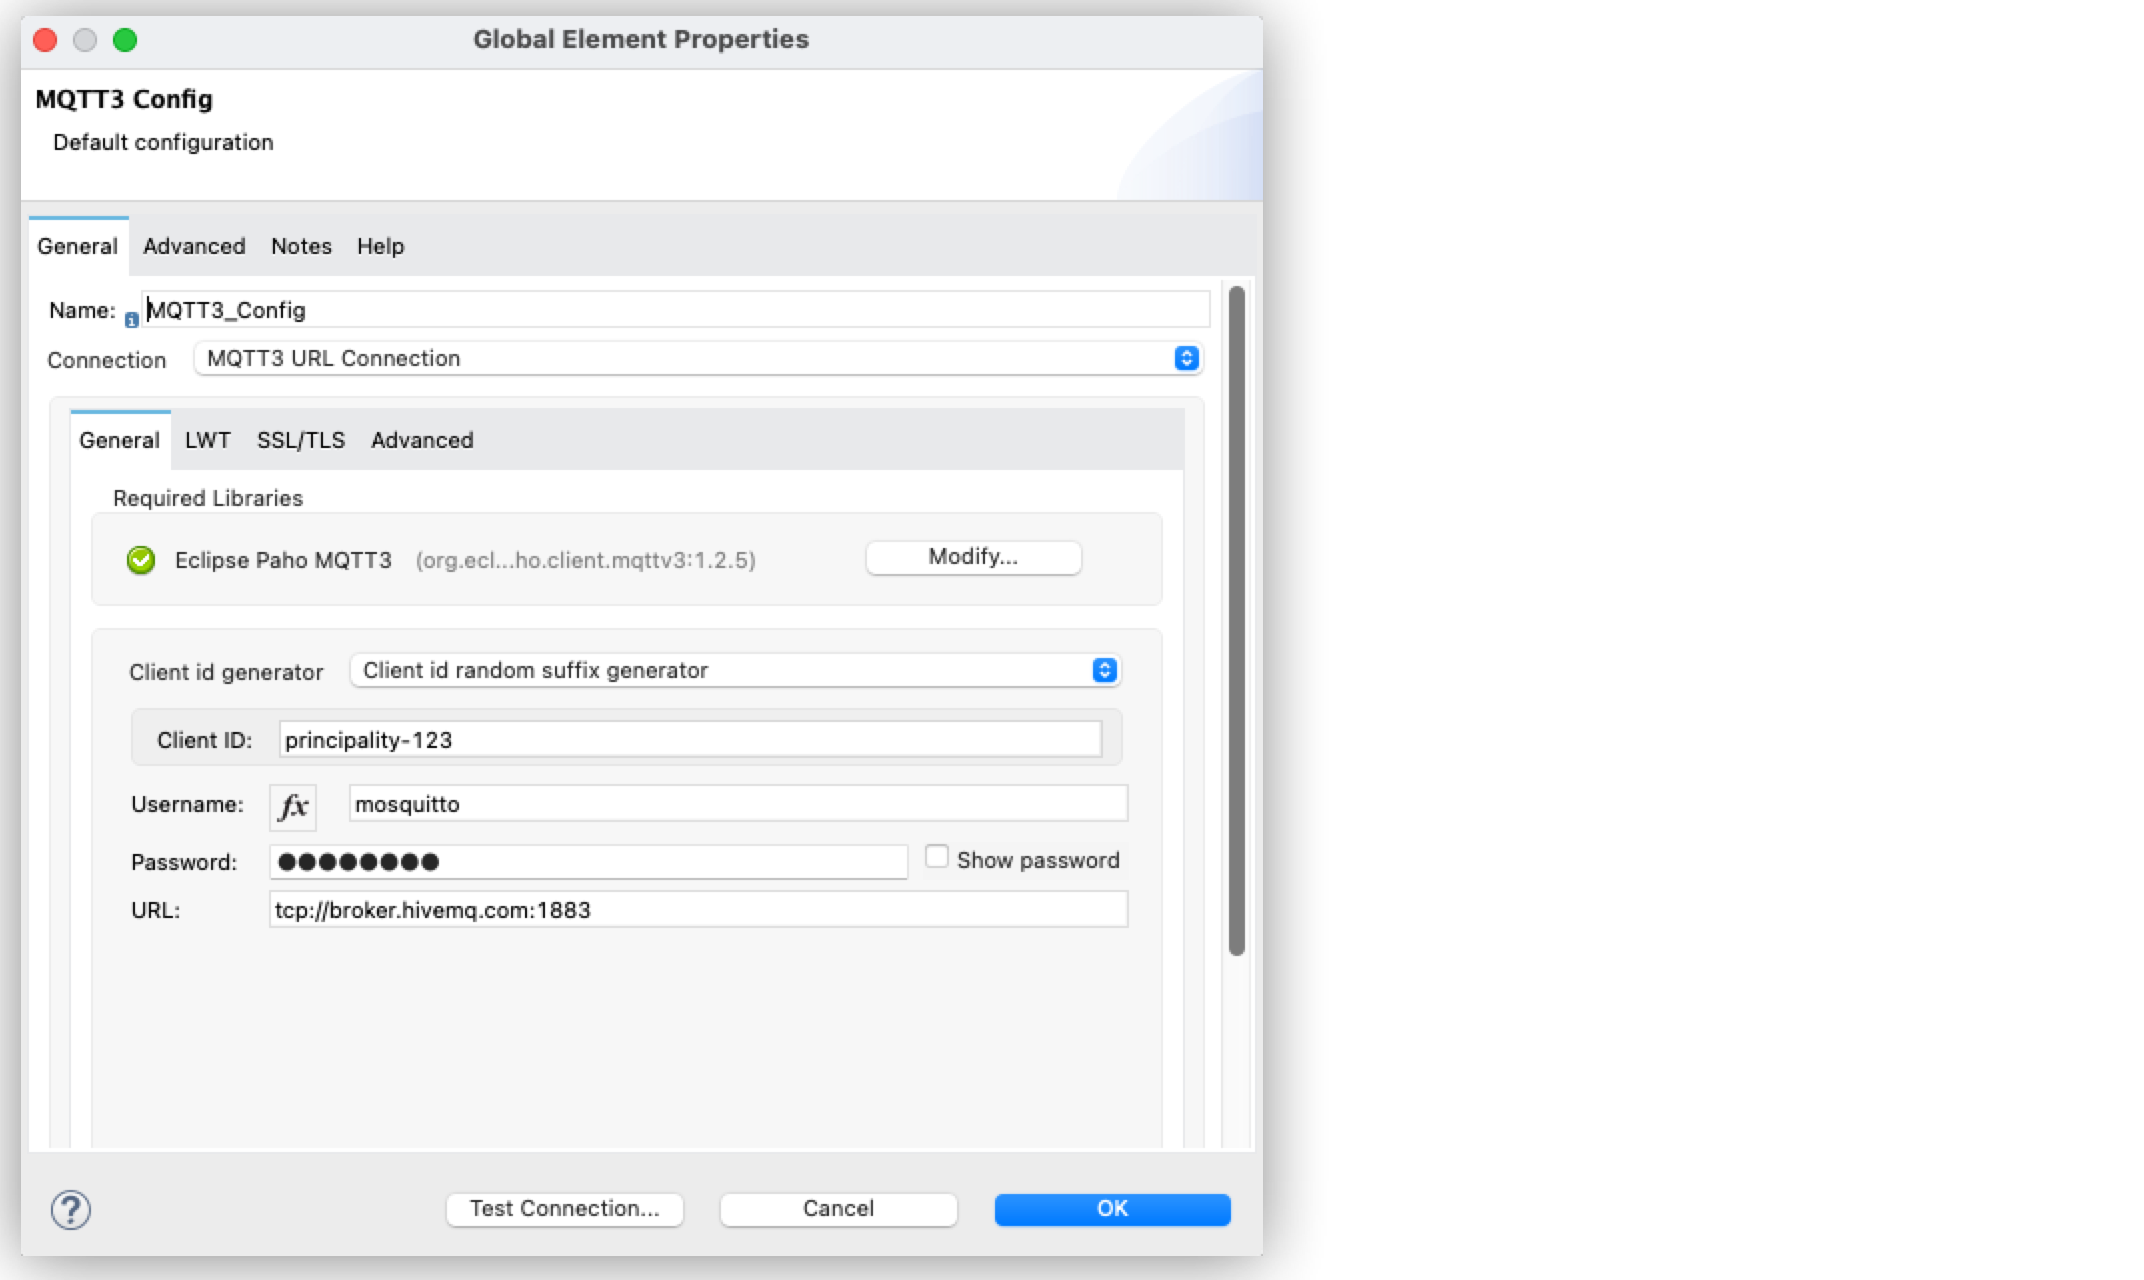 Global Element Properties
MQTT3 Config
Default configuration
General Advanced Notes Help
Name: MQTT3_Config
Connection MQTT3 URL Connection
General LWT SSL/TLS Advanced
Required Libraries
Eclipse Paho MQTT3 (org.ecl...ho.client.mqttv3:1.2.5) Modify...
Client id generator Client id random suffix generator
Client ID: principality-123
Username: fx mosquitto
Password: ●●●●●●●● Show password
URL: tcp://broker.hivemq.com:1883
? Test Connection... Cancel OK